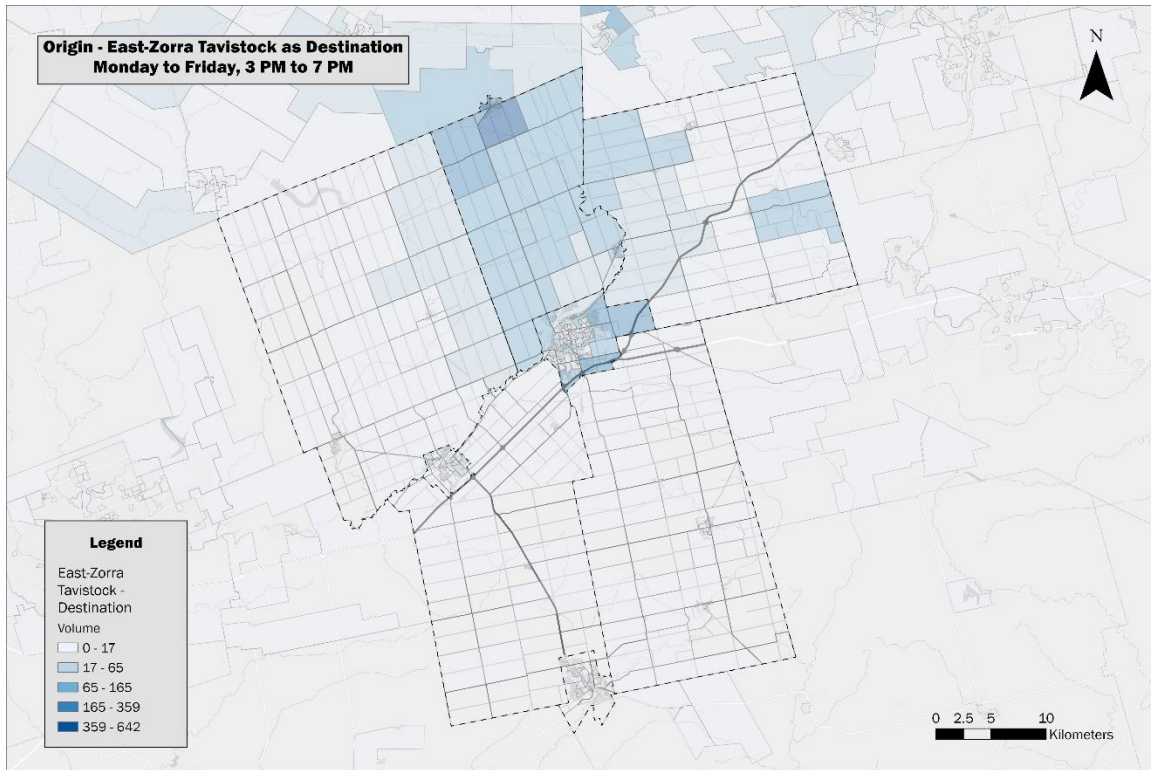 Origin - East-Zorra Tavistock as Destination
Monday to Friday, 3 PM to 7 PM
N
Legend
East-Zorra
Tavistock -
Destination
Volume
0 - 17
17 - 65
65 - 165
165 - 359
359 - 642
0 2.5 5 10
Kilometers